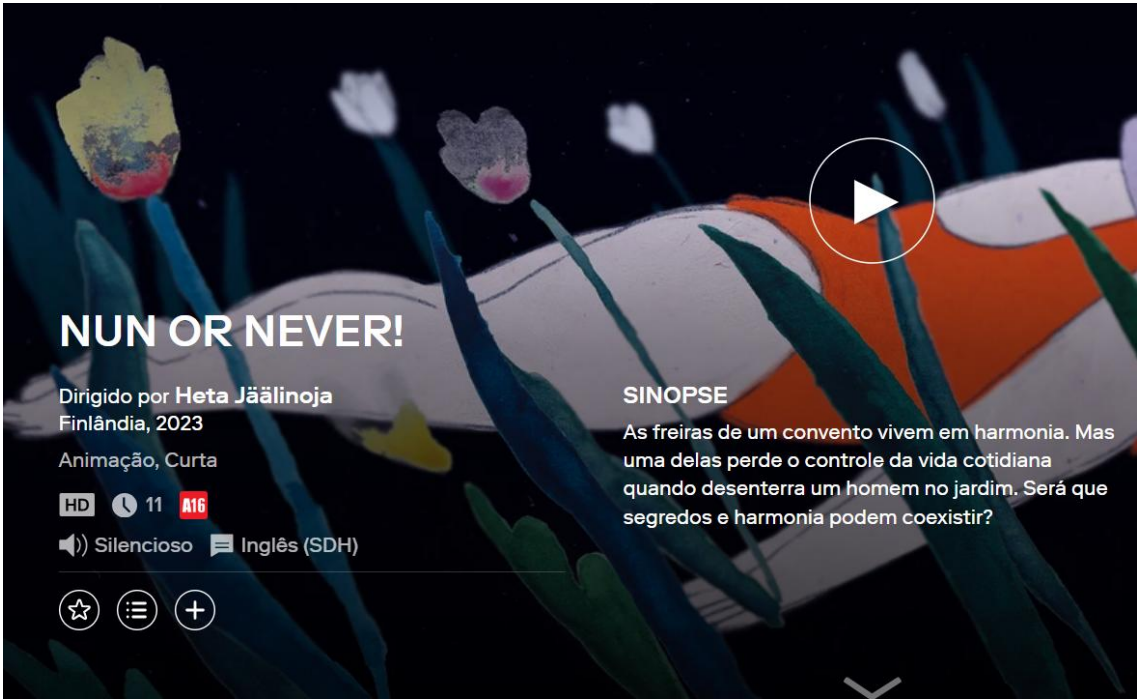 NUN OR NEVER!
Dirigido por Heta Jäälinoja
Finlândia, 2023
Animação, Curta
HD 11 A16
Silencioso Inglês (SDH)
SINOPSE
As freiras de um convento vivem em harmonia. Mas
uma delas perde o controle da vida cotidiana
quando desenterra um homem no jardim. Será que
segredos e harmonia podem coexistir?